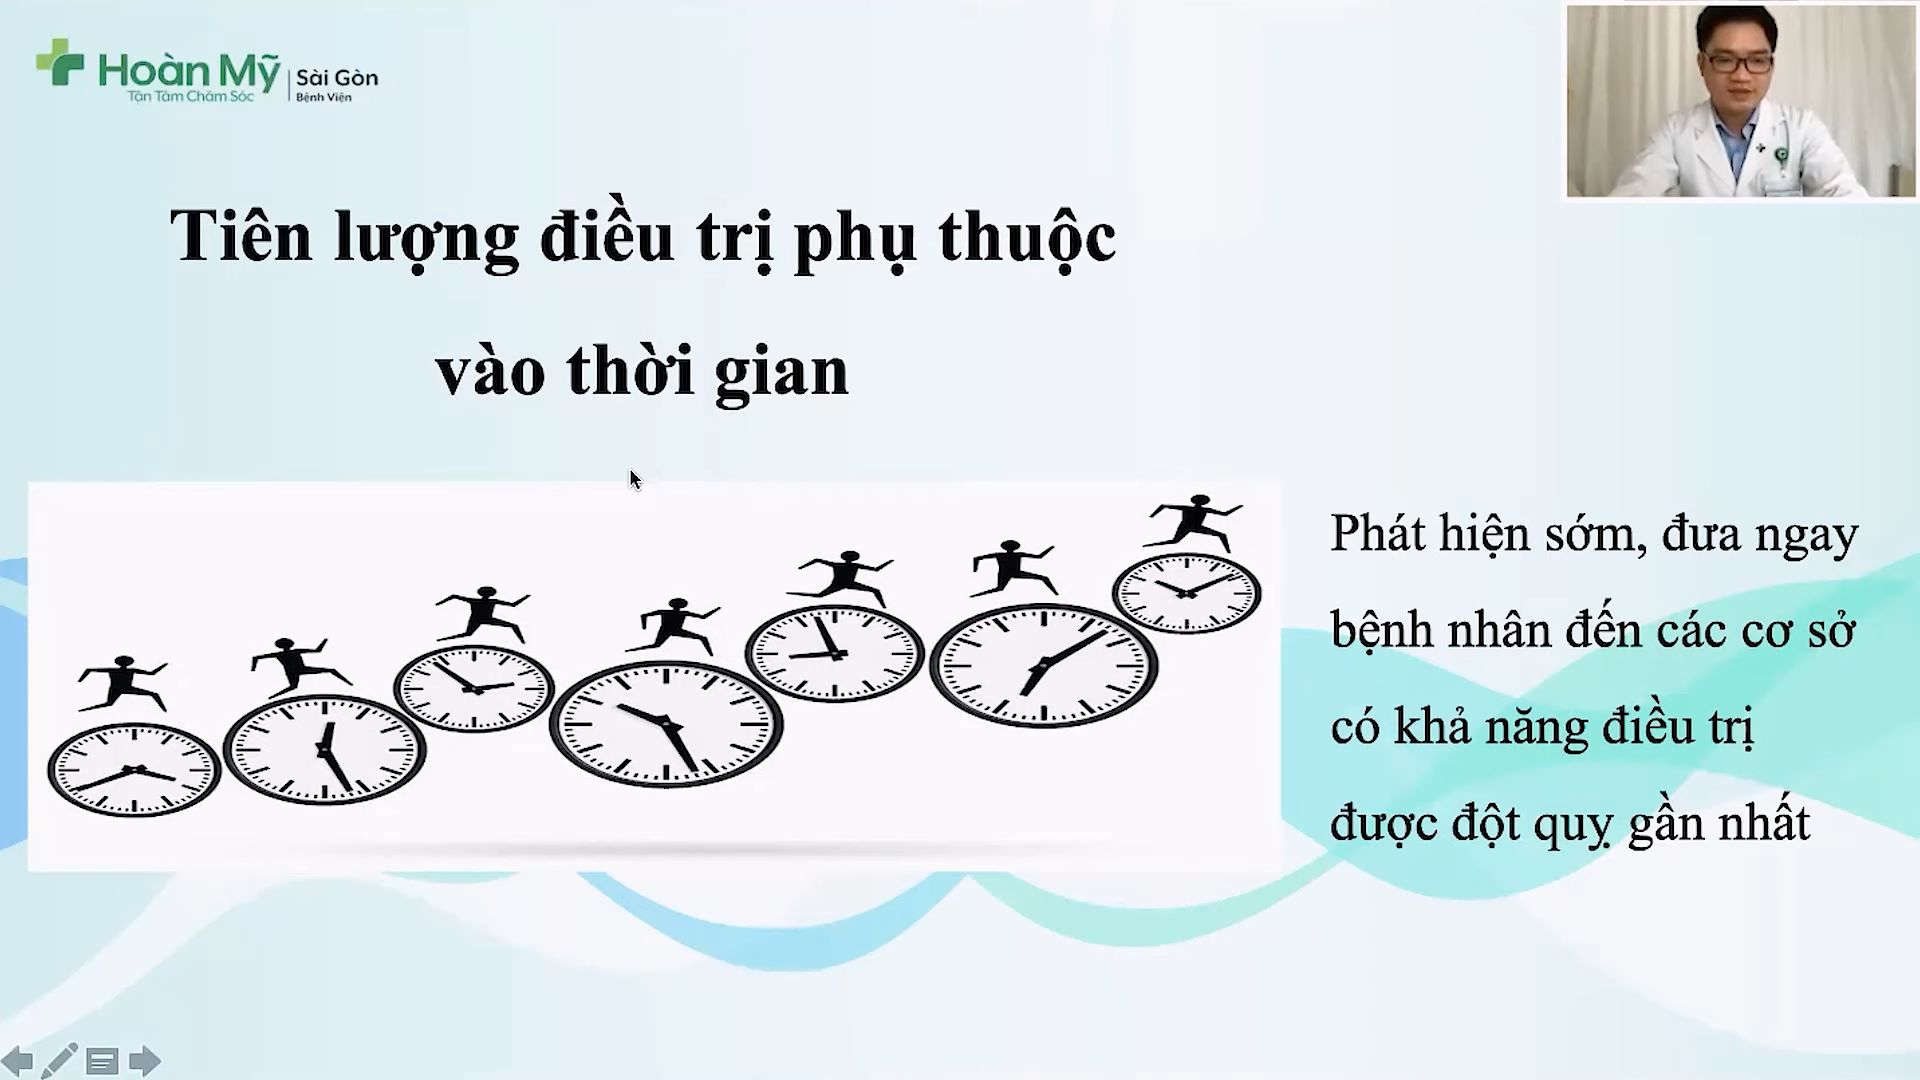 Hoàn Mỹ
Tận Tâm Chăm Sóc
Sài Gòn
Bệnh Viện
Tiên lượng điều trị phụ thuộc
vào thời gian
Phát hiện sớm, đưa ngay
bệnh nhân đến các cơ sở
có khả năng điều trị
được đột quỵ gần nhất